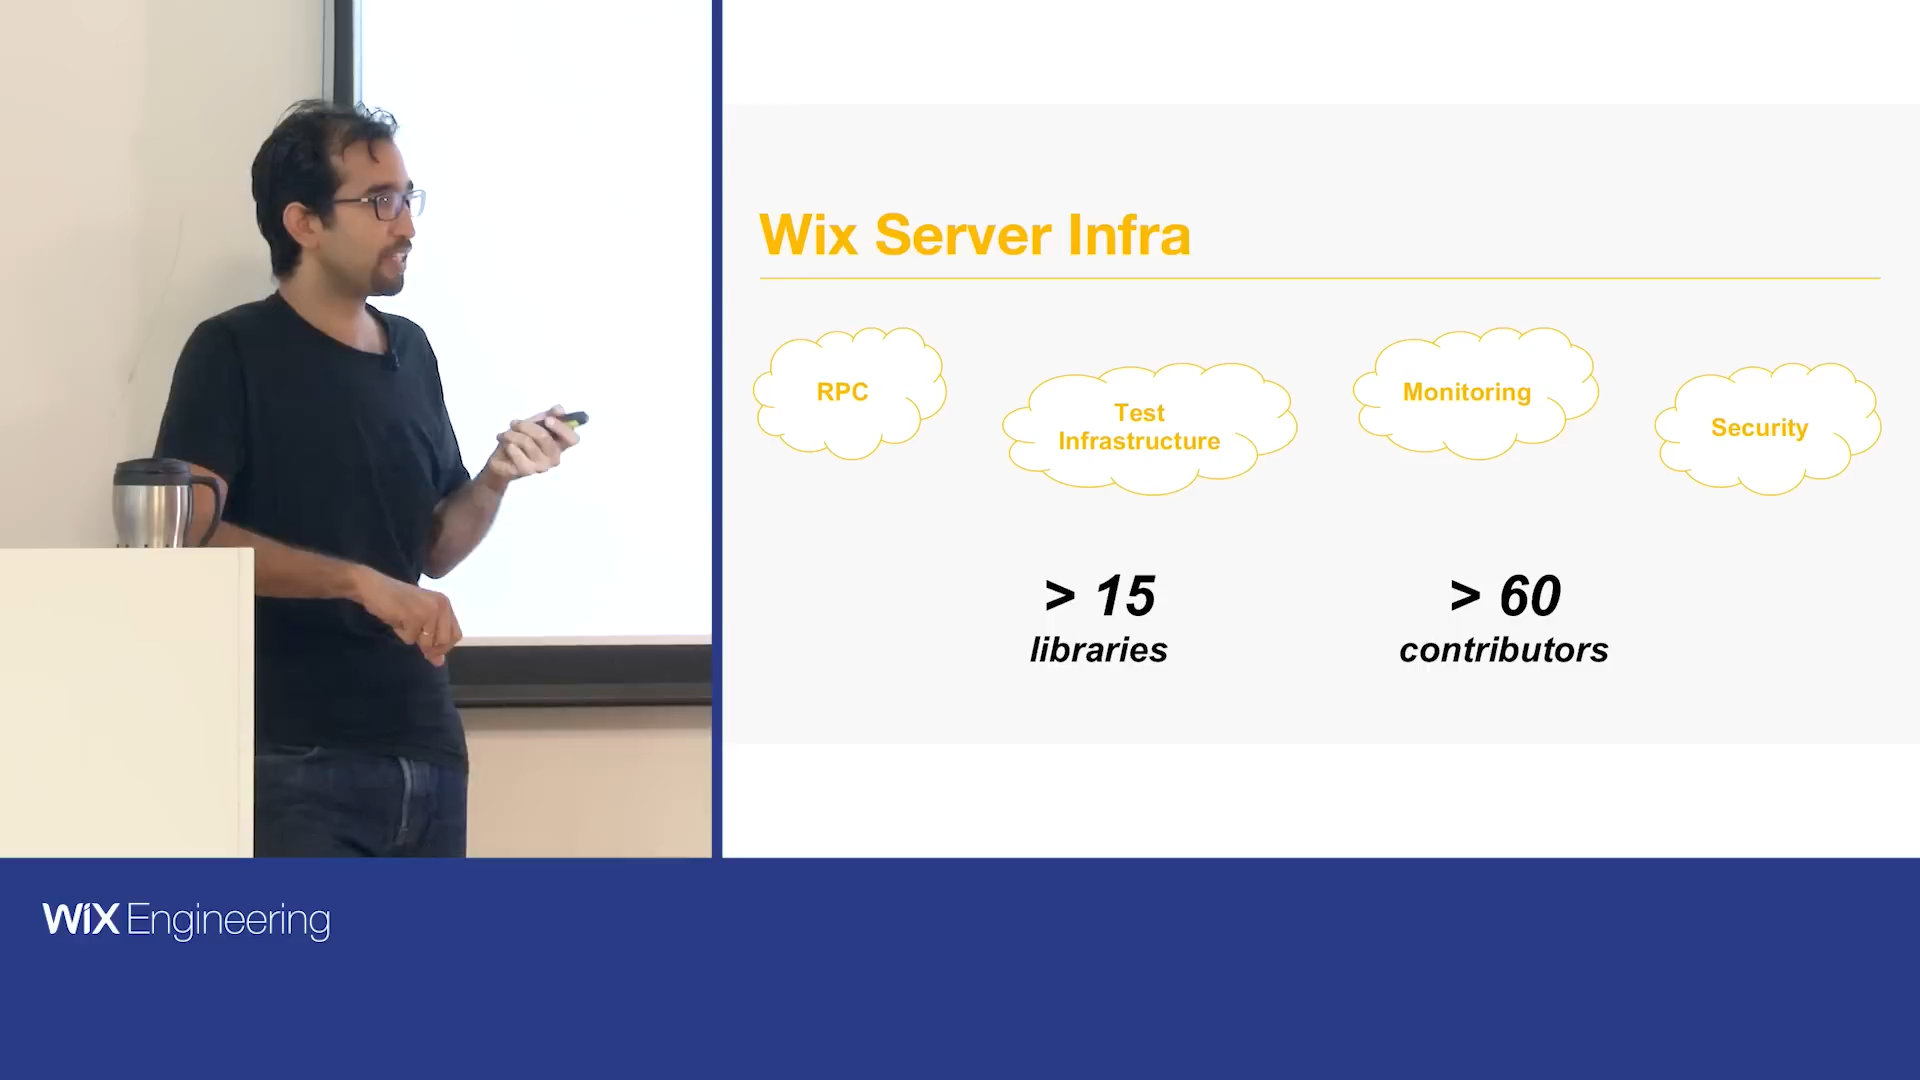 Wix Server Infra
RPC
Test
Infrastructure
Monitoring
Security
> 15
libraries
> 60
contributors
WiX Engineering